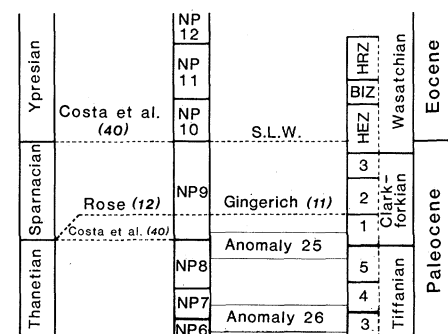 NP
12
NP
11
NP
10
NP9
NP8
NP7
NP6
Ypresian
Sparnacian
Thanetian
Costa et al.
(40)
Rose (12)
Costa et al. (40)
S.L.W.
Gingerich (11)
Anomaly 25
Anomaly 26
HRZ
BIZ
HEZ
3
2
1
5
4
3
Wasatchian
Clark-
forkian
Tiffanian
Eocene
Paleocene